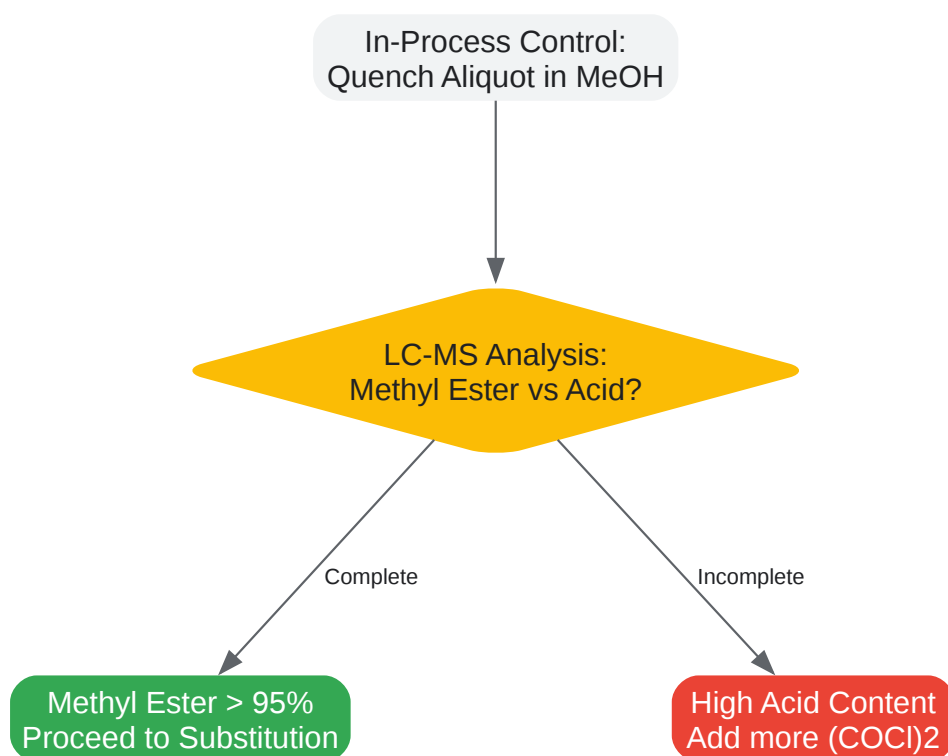 In-Process Control:
Quench Aliquot in MeOH
LC-MS Analysis:
Methyl Ester vs Acid?
Complete
Incomplete
Methyl Ester > 95%
Proceed to Substitution
High Acid Content
Add more (COCl)2